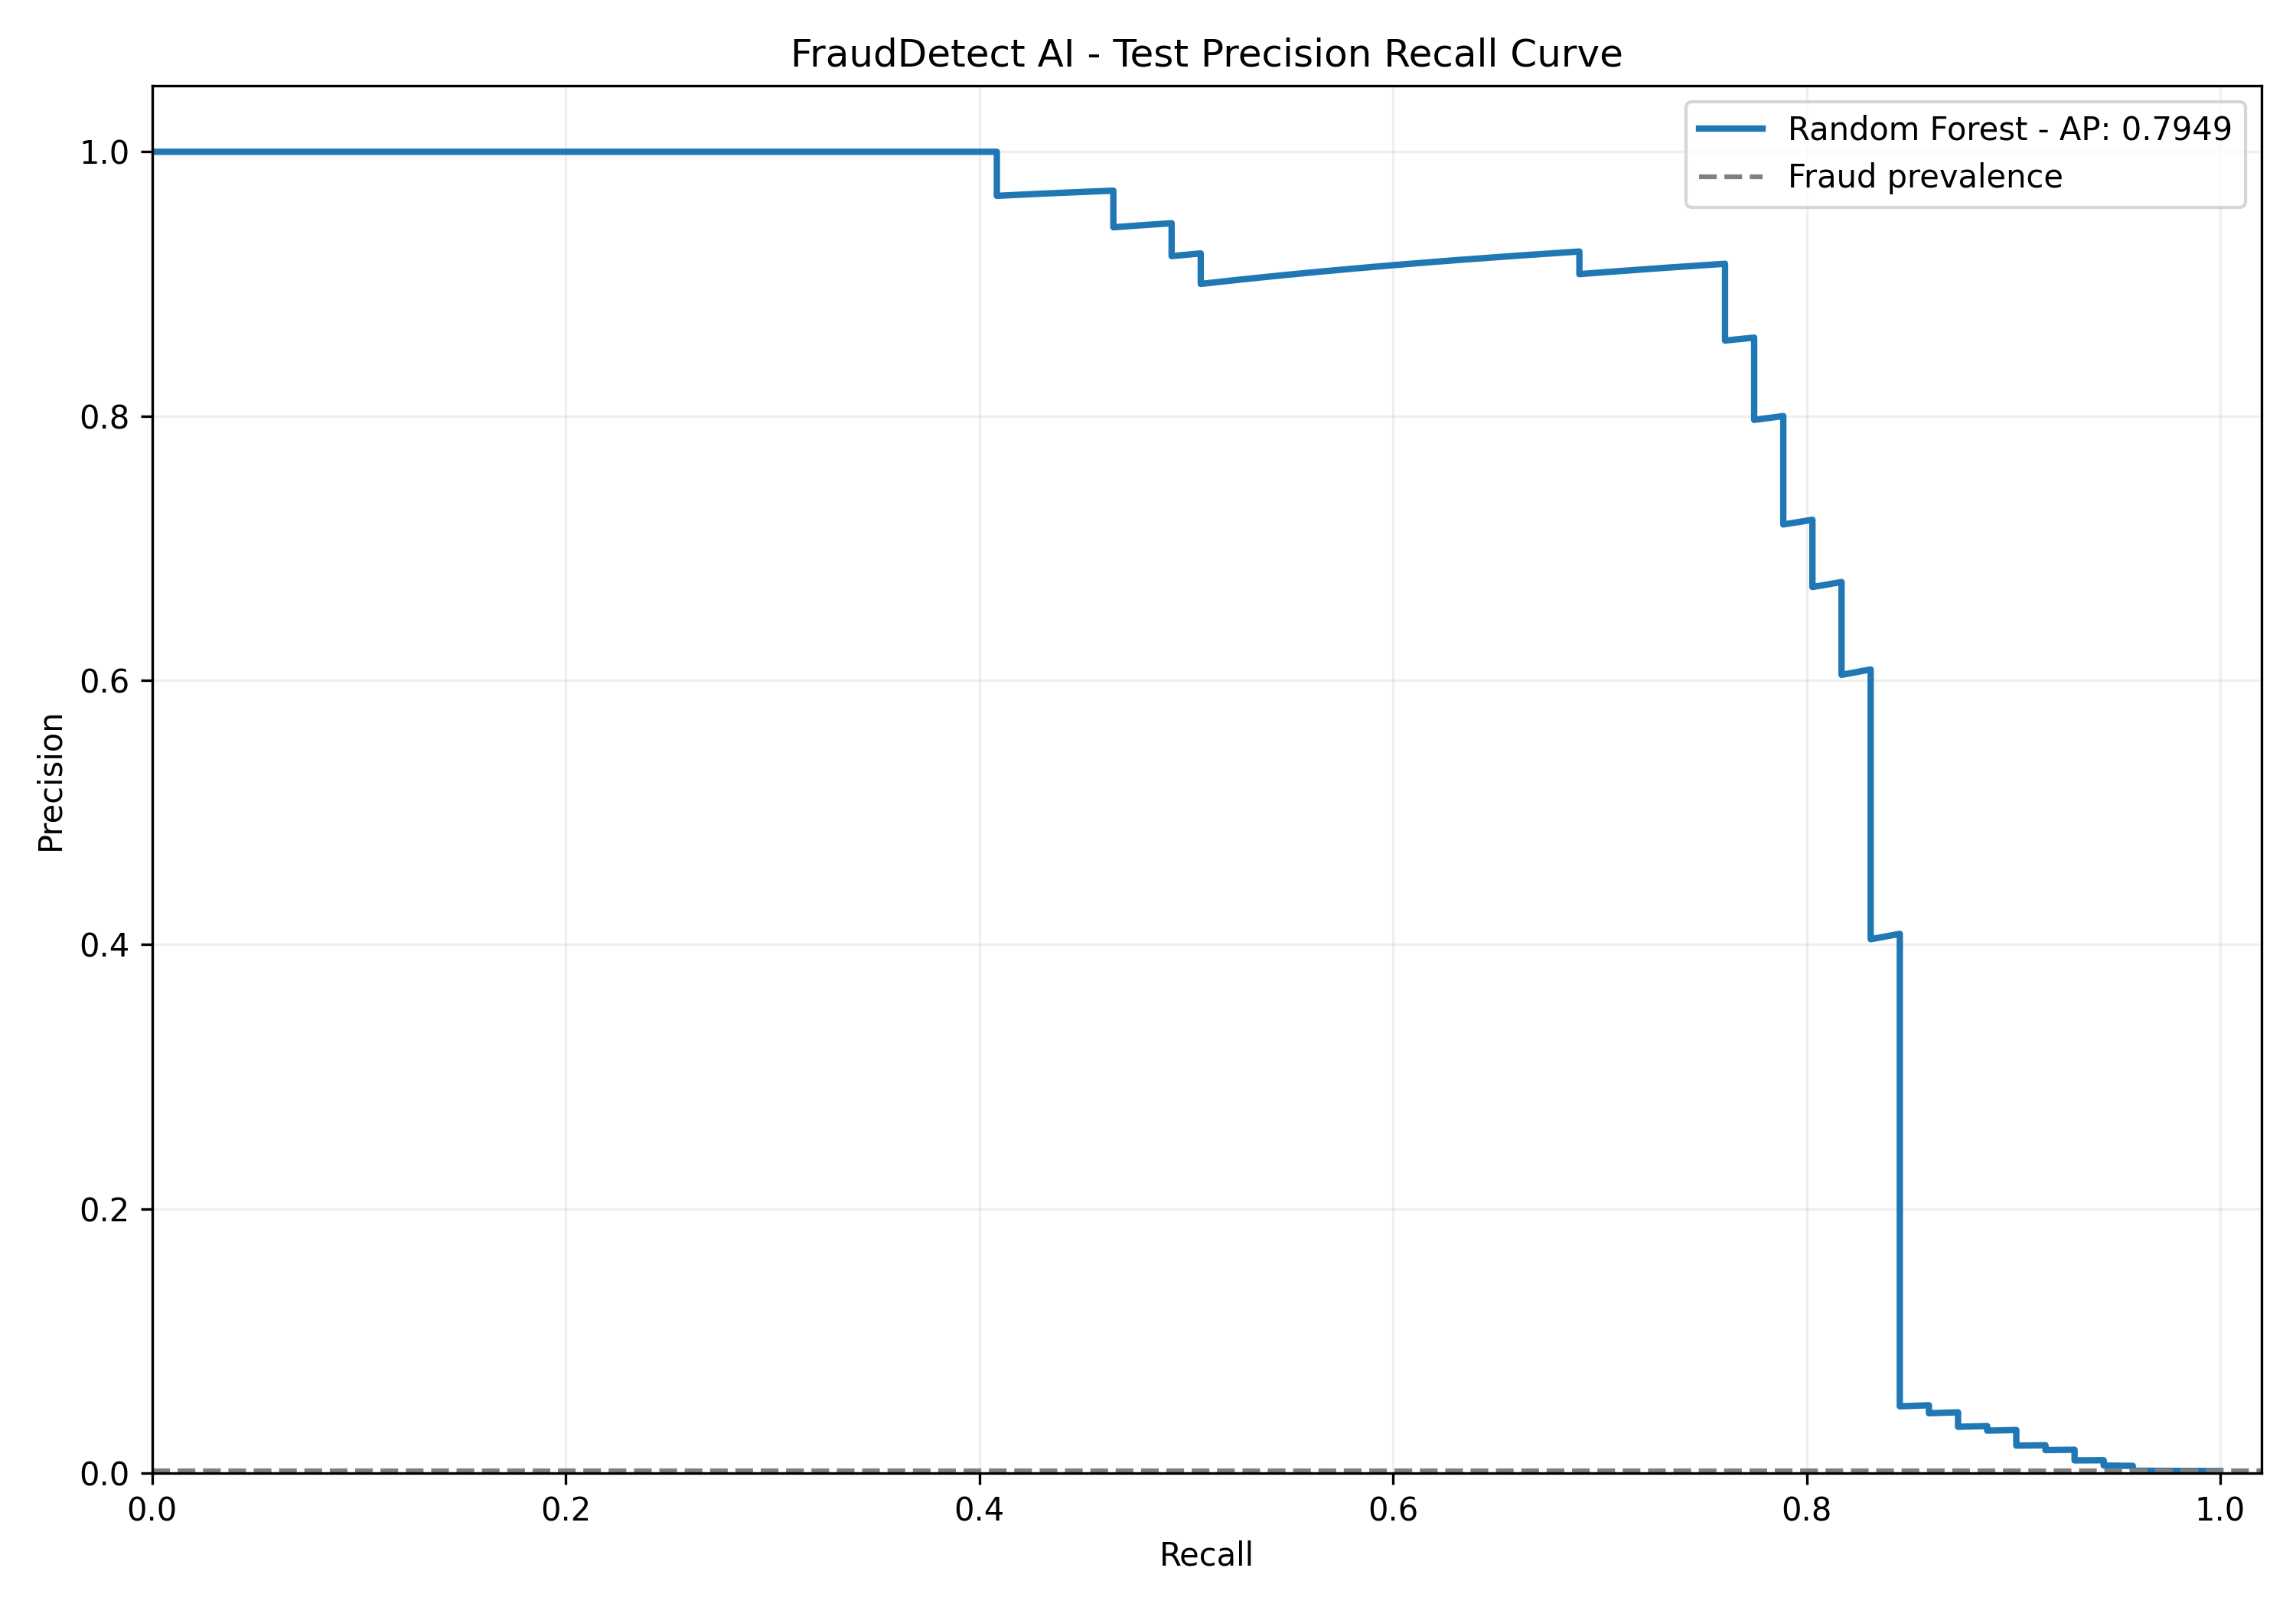 FraudDetect AI - Test Precision Recall Curve
Random Forest - AP: 0.7949
Fraud prevalence
1.0
0.8
0.6
0.4
0.2
0.0
Precision
0.0 0.2 0.4 0.6 0.8 1.0
Recall